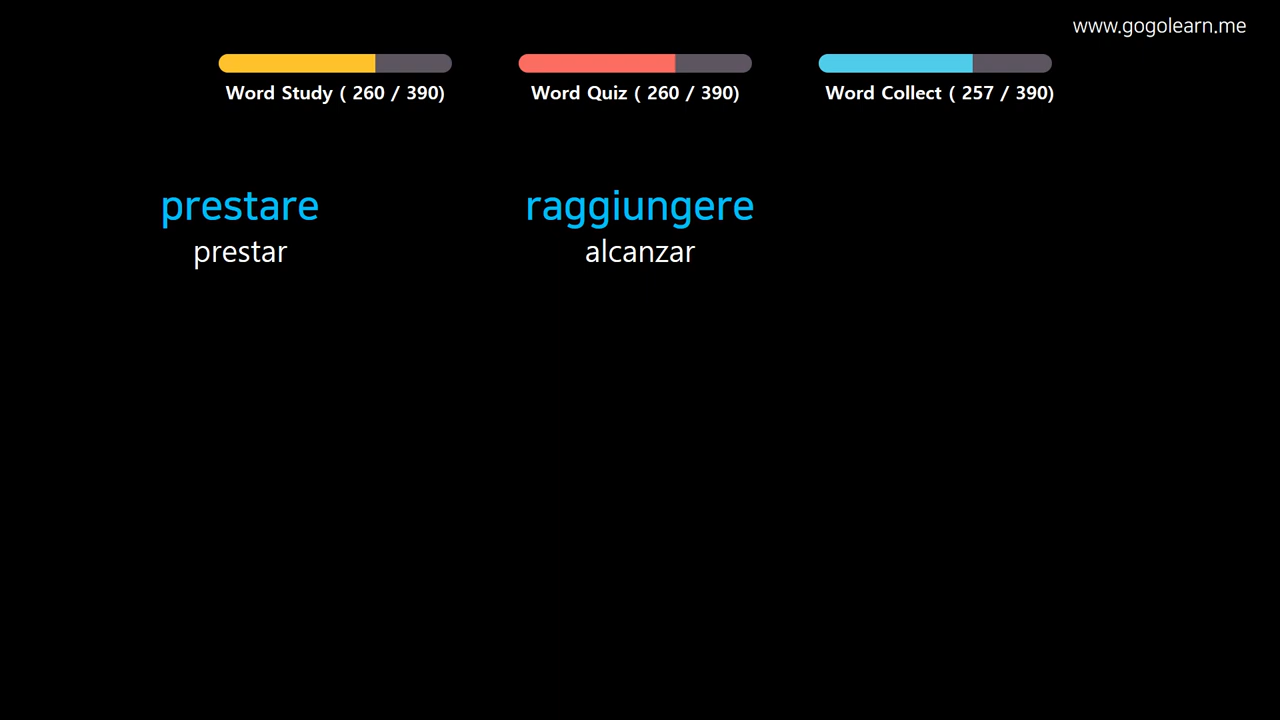 www.gogolearn.me
Word Study ( 260 / 390)
Word Quiz ( 260 / 390)
Word Collect ( 257 / 390)
prestare
prestar
raggiungere
alcanzar